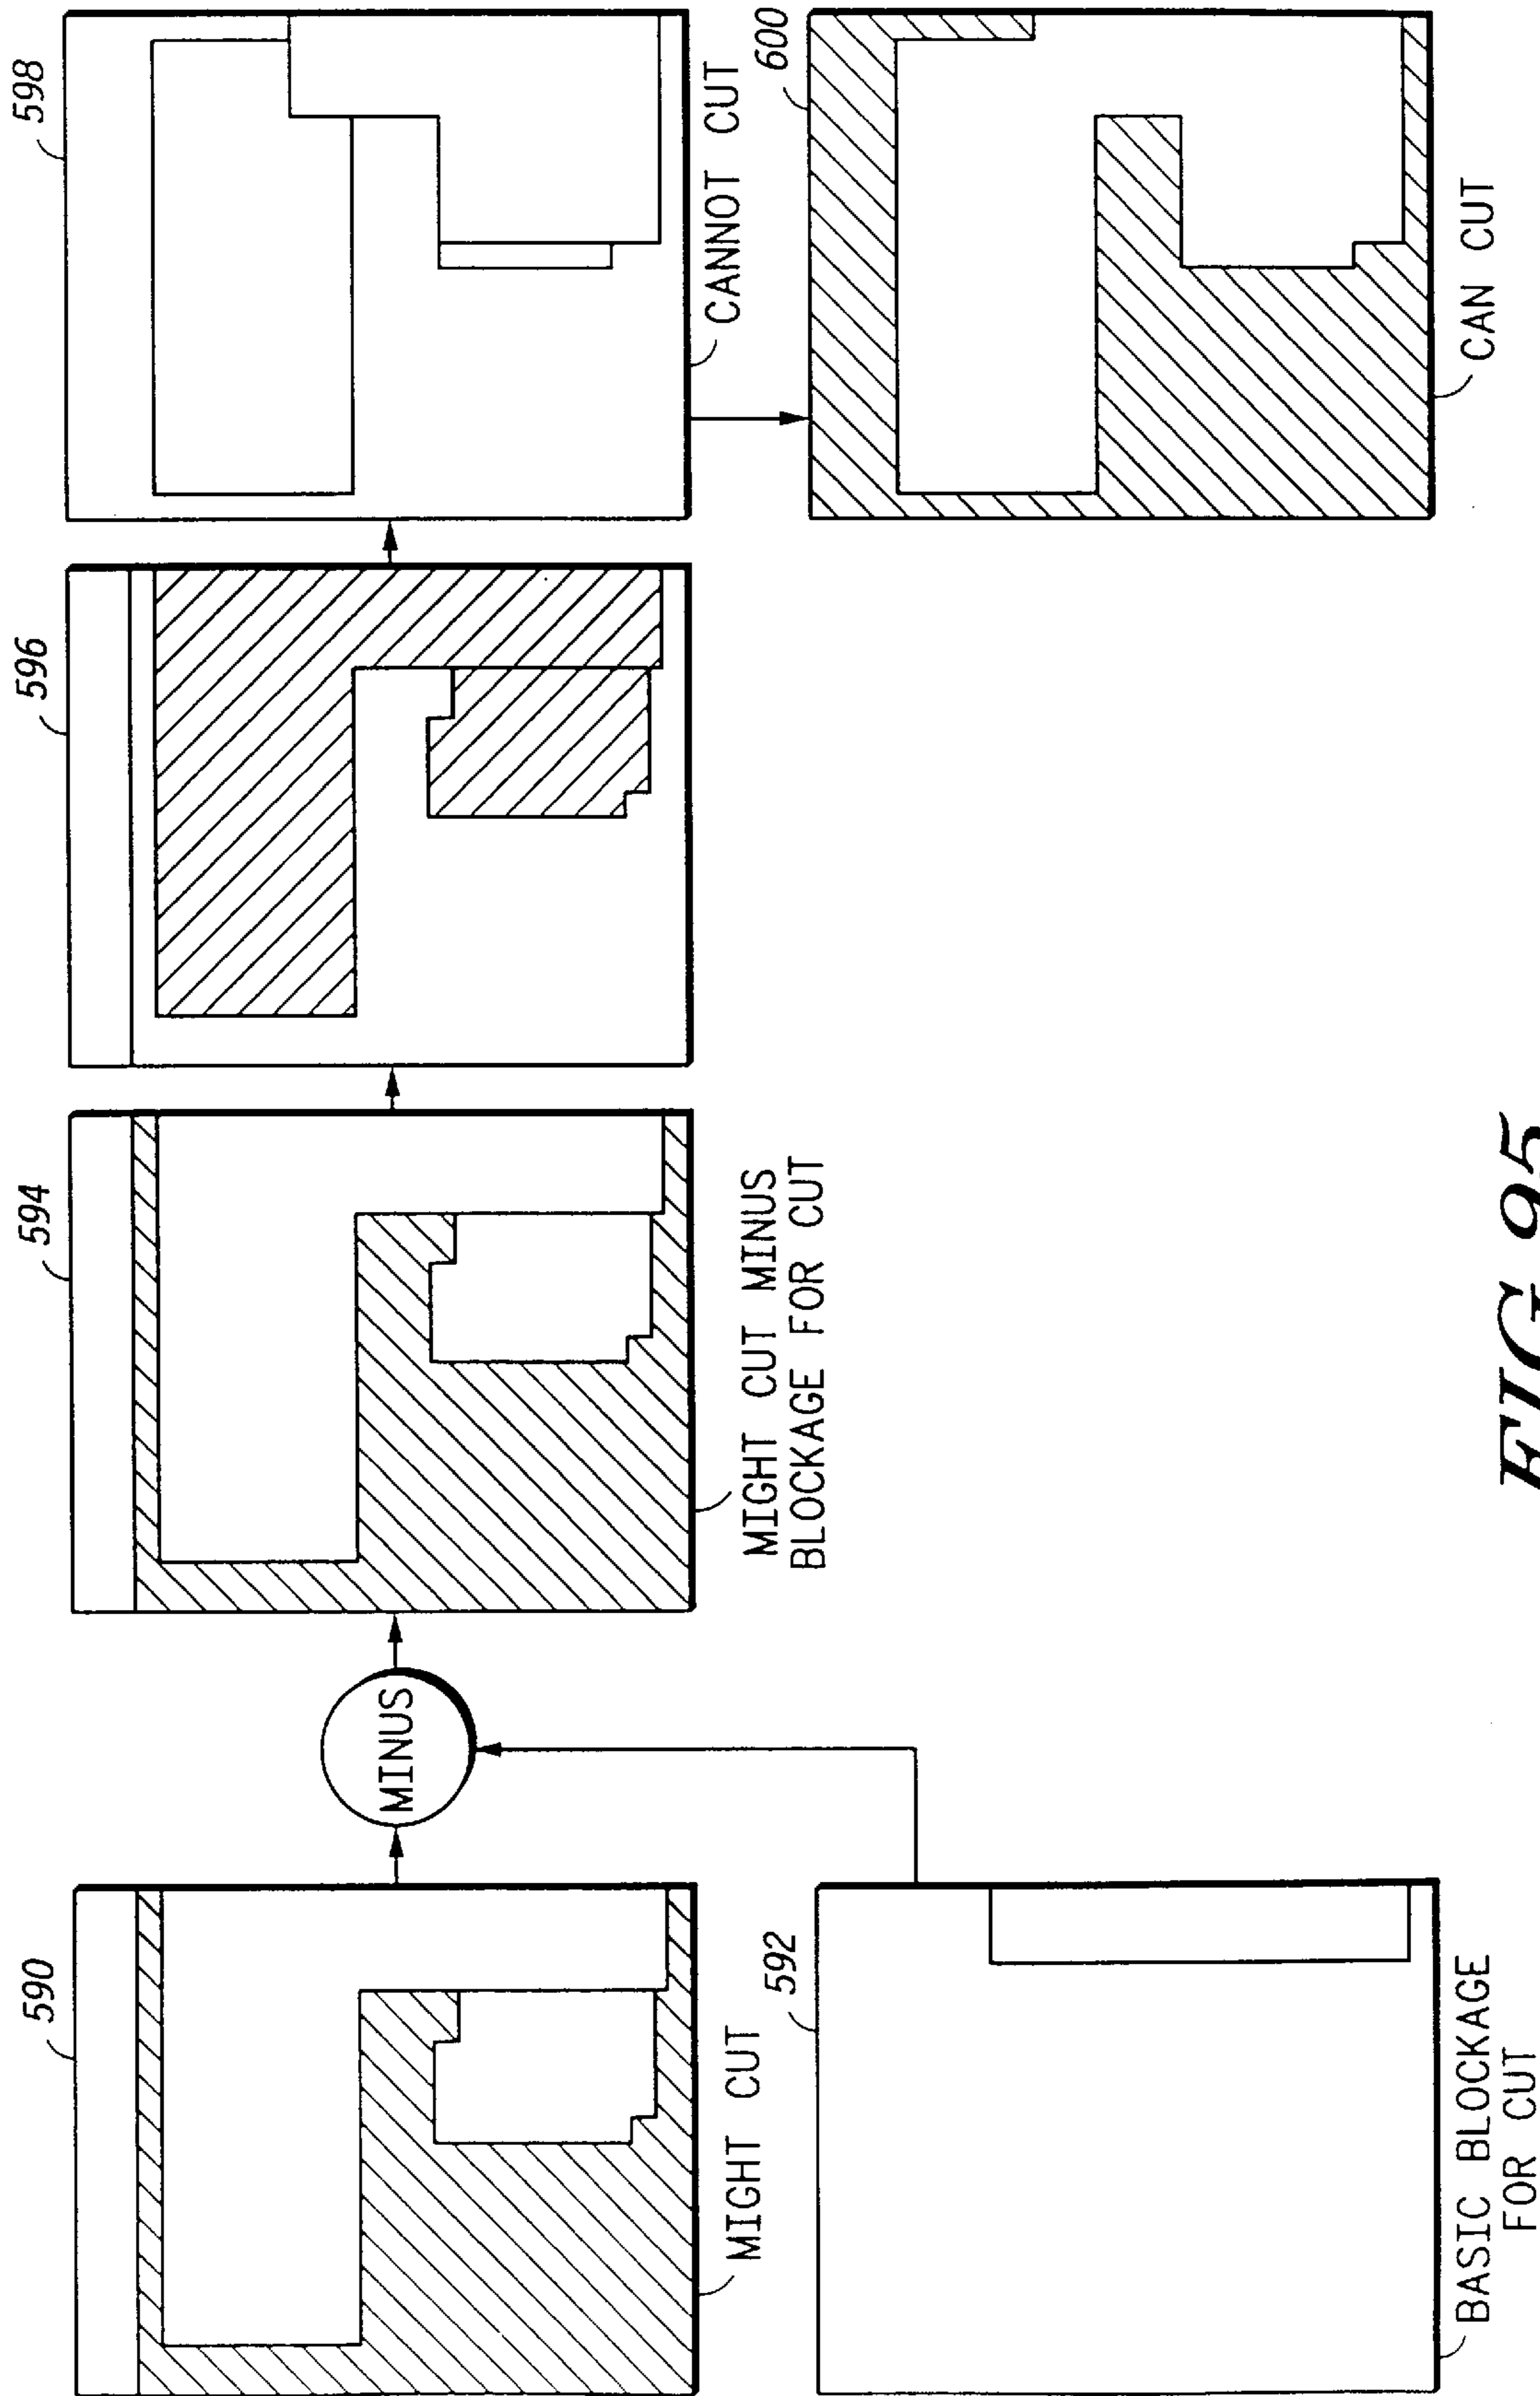 590
MIGHT CUT
592
BASIC BLOCKAGE
FOR CUT
MINUS
594
MIGHT CUT MINUS
BLOCKAGE FOR CUT
596
598
CANNOT CUT
600
CAN CUT
FIG.95